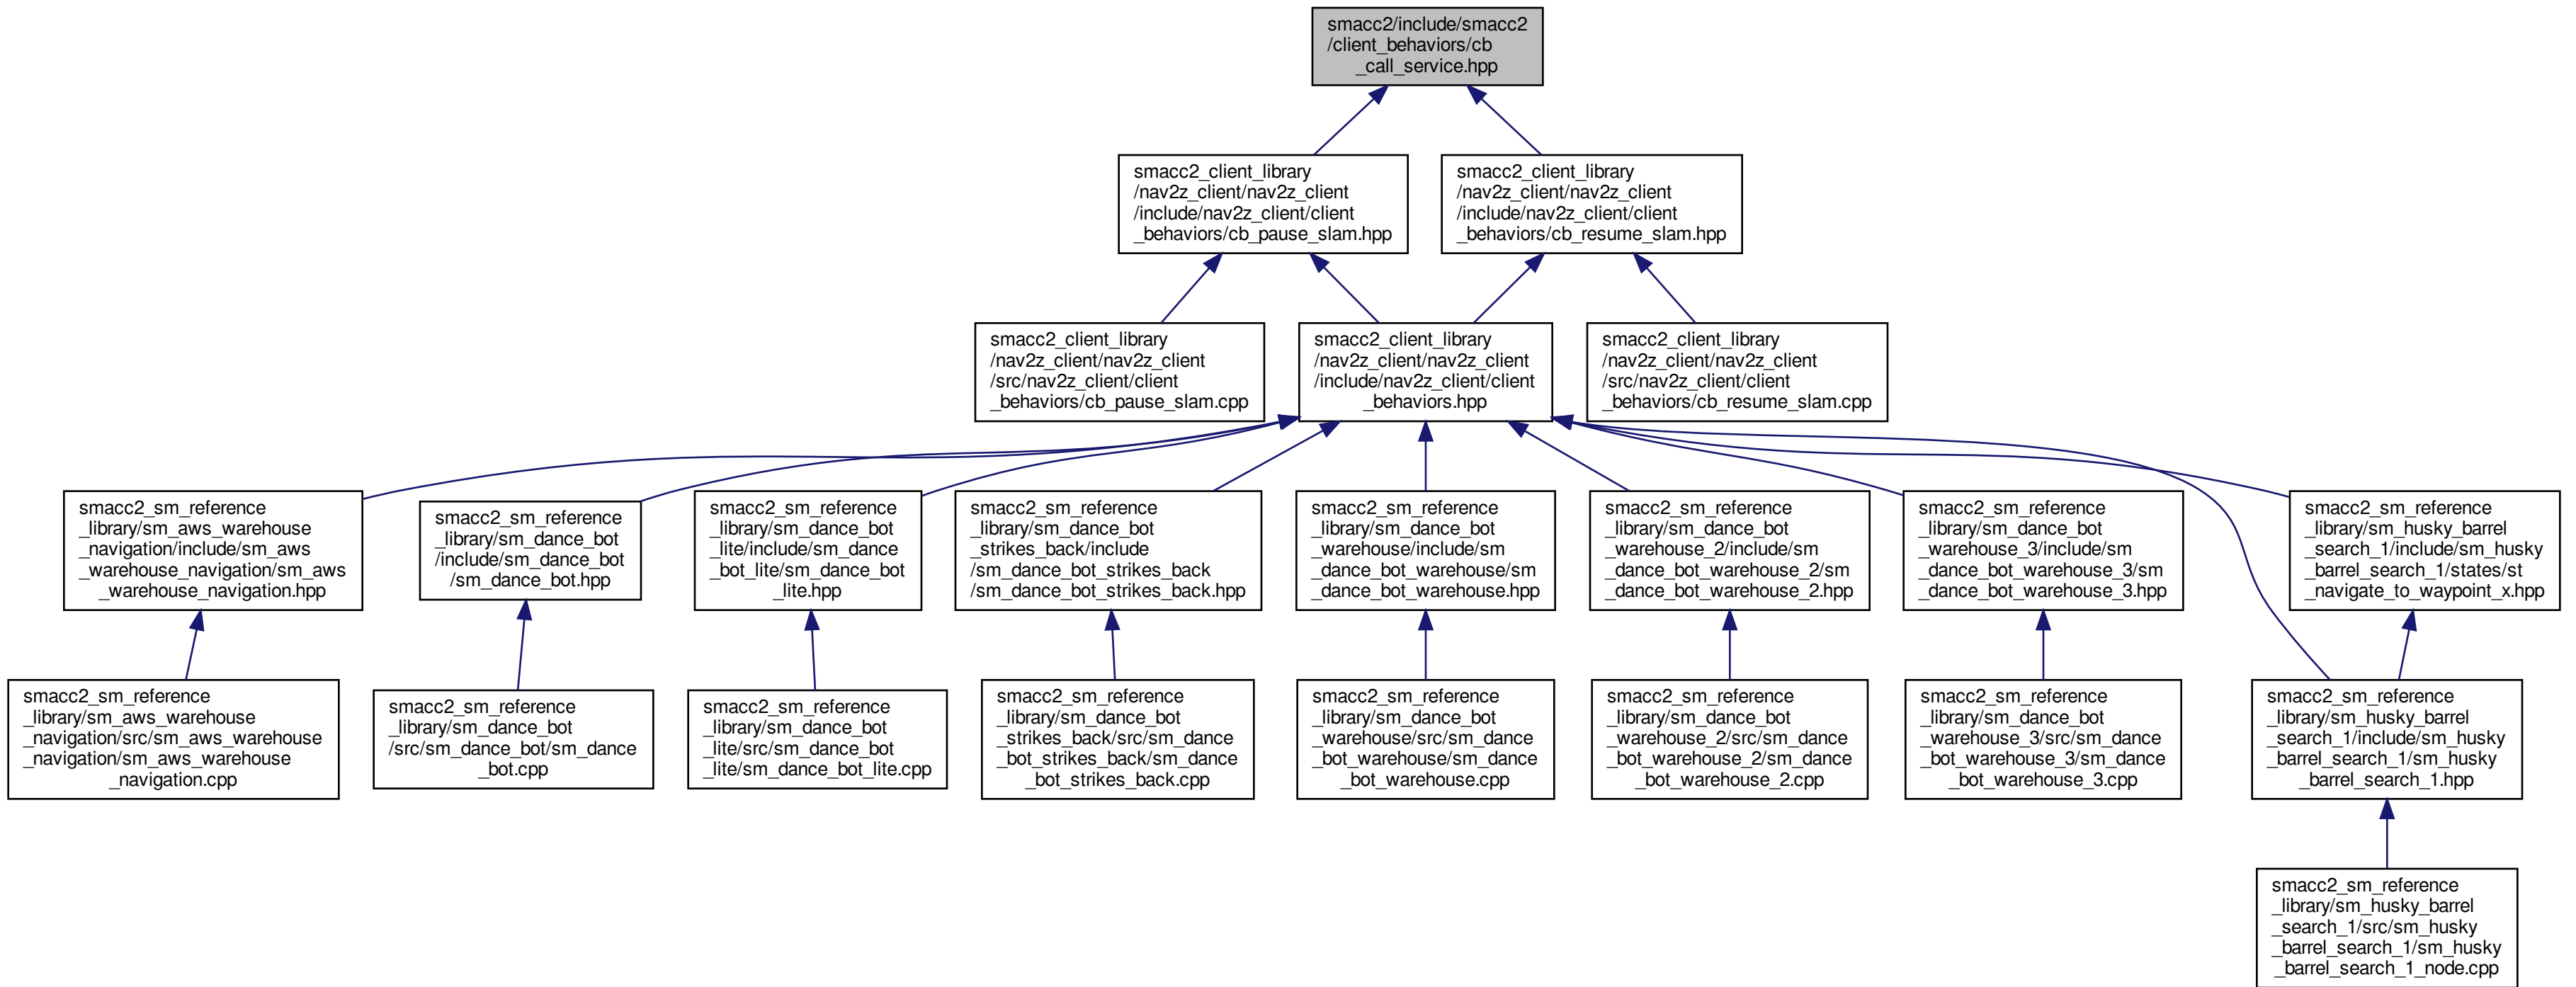 smacc2/include/smacc2
/client_behaviors/cb
_call_service.hpp
smacc2_client_library
/nav2z_client/nav2z_client
/include/nav2z_client/client
_behaviors/cb_pause_slam.hpp
smacc2_client_library
/nav2z_client/nav2z_client
/include/nav2z_client/client
_behaviors/cb_resume_slam.hpp
smacc2_client_library
/nav2z_client/nav2z_client
/src/nav2z_client/client
_behaviors/cb_pause_slam.cpp
smacc2_client_library
/nav2z_client/nav2z_client
/include/nav2z_client/client
_behaviors.hpp
smacc2_client_library
/nav2z_client/nav2z_client
/src/nav2z_client/client
_behaviors/cb_resume_slam.cpp
smacc2_sm_reference
_library/sm_aws_warehouse
_navigation/include/sm_aws
_warehouse_navigation/sm_aws
_warehouse_navigation.hpp
smacc2_sm_reference
_library/sm_dance_bot
/include/sm_dance_bot
/sm_dance_bot.hpp
smacc2_sm_reference
_library/sm_dance_bot
_lite/include/sm_dance
_bot_lite/sm_dance_bot
_lite.hpp
smacc2_sm_reference
_library/sm_dance_bot
_strikes_back/include
/sm_dance_bot_strikes_back
/sm_dance_bot_strikes_back.hpp
smacc2_sm_reference
_library/sm_dance_bot
_warehouse/include/sm
_dance_bot_warehouse/sm
_dance_bot_warehouse.hpp
smacc2_sm_reference
_library/sm_dance_bot
_warehouse_2/include/sm
_dance_bot_warehouse_2/sm
_dance_bot_warehouse_2.hpp
smacc2_sm_reference
_library/sm_dance_bot
_warehouse_3/include/sm
_dance_bot_warehouse_3/sm
_dance_bot_warehouse_3.hpp
smacc2_sm_reference
_library/sm_husky_barrel
_search_1/include/sm_husky
_barrel_search_1/states/st
_navigate_to_waypoint_x.hpp
smacc2_sm_reference
_library/sm_aws_warehouse
_navigation/src/sm_aws_warehouse
_navigation/sm_aws_warehouse
_navigation.cpp
smacc2_sm_reference
_library/sm_dance_bot
/src/sm_dance_bot/sm_dance
_bot.cpp
smacc2_sm_reference
_library/sm_dance_bot
_lite/src/sm_dance_bot
_lite/sm_dance_bot_lite.cpp
smacc2_sm_reference
_library/sm_dance_bot
_strikes_back/src/sm_dance
_bot_strikes_back/sm_dance
_bot_strikes_back.cpp
smacc2_sm_reference
_library/sm_dance_bot
_warehouse/src/sm_dance
_bot_warehouse/sm_dance
_bot_warehouse.cpp
smacc2_sm_reference
_library/sm_dance_bot
_warehouse_2/src/sm_dance
_bot_warehouse_2/sm_dance
_bot_warehouse_2.cpp
smacc2_sm_reference
_library/sm_dance_bot
_warehouse_3/src/sm_dance
_bot_warehouse_3/sm_dance
_bot_warehouse_3.cpp
smacc2_sm_reference
_library/sm_husky_barrel
_search_1/include/sm_husky
_barrel_search_1/sm_husky
_barrel_search_1.hpp
smacc2_sm_reference
_library/sm_husky_barrel
_search_1/src/sm_husky
_barrel_search_1/sm_husky
_barrel_search_1_node.cpp